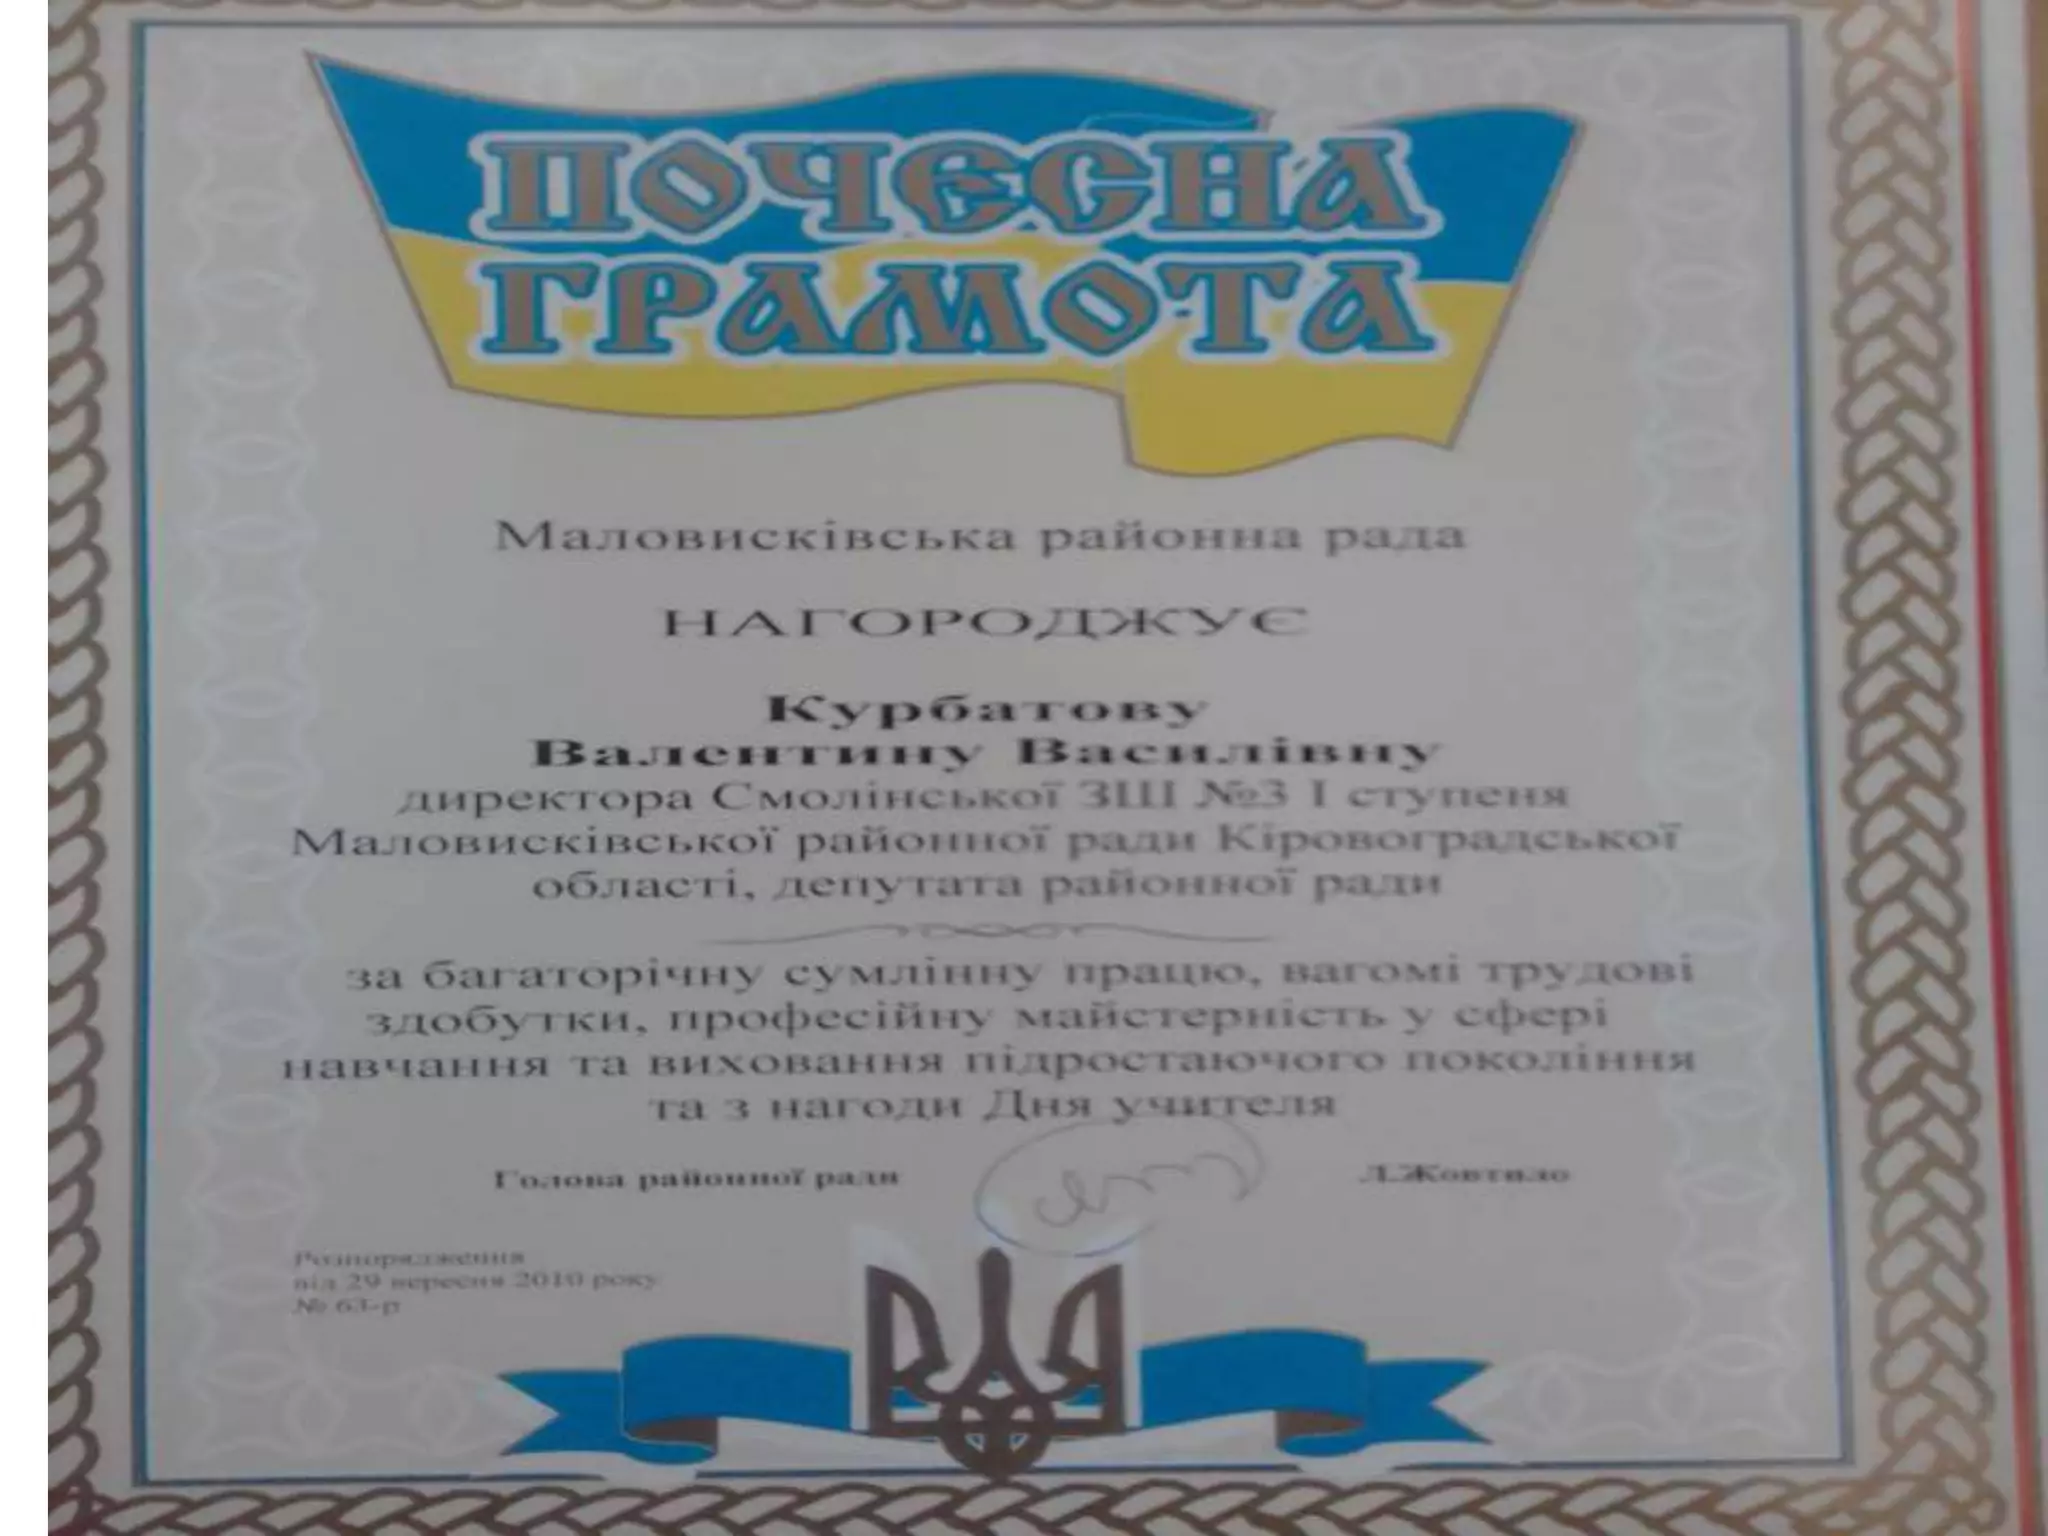 ПОЧЕСНА
ГРАМОТА
Маловисківська районна рада
НАГОРОДЖУЄ
Курбатову
Валентину Василівну
директора Смолінської ЗШ №3 І ступеня
Маловисківської районної ради Кіровоградської
області, депутата районної ради
за багаторічну сумлінну працю, вагомі трудові
здобутки, професійну майстерність у сфері
навчання та виховання підростаючого покоління
та з нагоди Дня учителя
Голова районної ради Л.Жовтило
Розпорядження
від 29 вересня 2010 року
№ 63-р